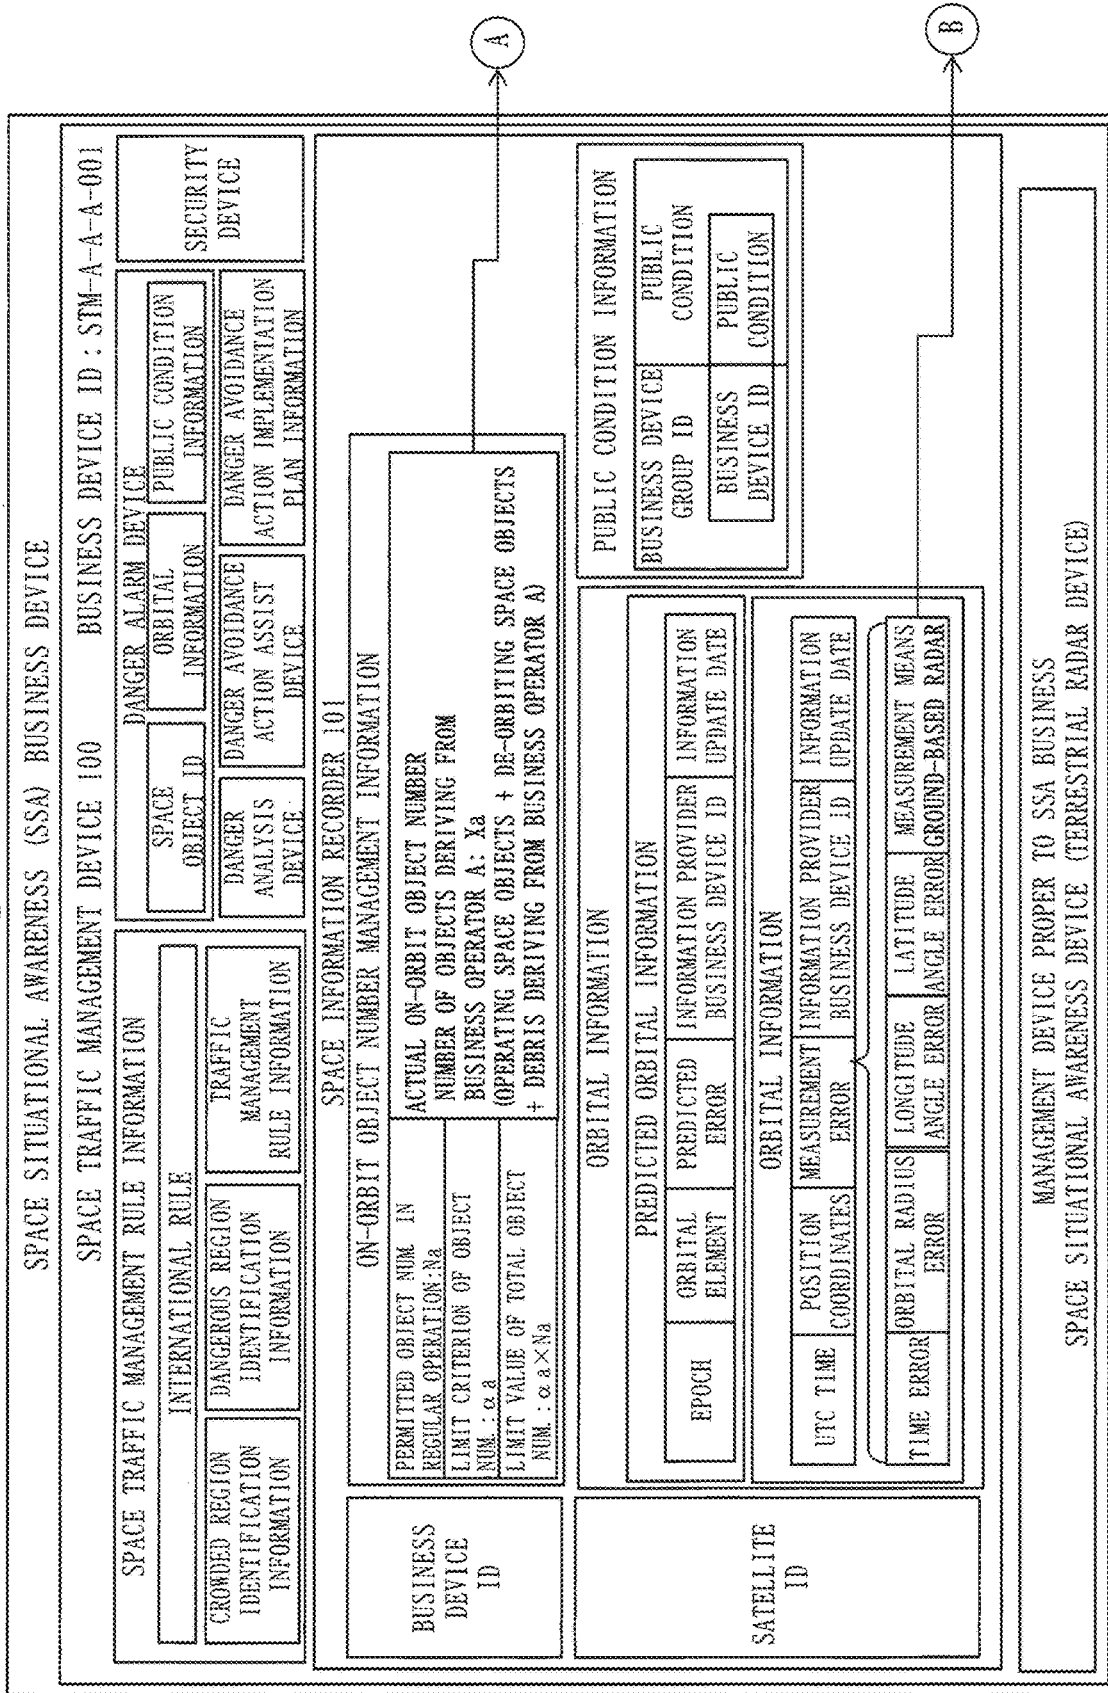 SPACE SITUATIONAL AWARENESS (SSA) BUSINESS DEVICE
SPACE TRAFFIC MANAGEMENT DEVICE 100
BUSINESS DEVICE ID : STM-A-A-A-001
SPACE TRAFFIC MANAGEMENT RULE INFORMATION
INTERNATIONAL RULE
CROWDED REGION
IDENTIFICATION
INFORMATION
DANGEROUS REGION
IDENTIFICATION
INFORMATION
TRAFFIC
MANAGEMENT
RULE INFORMATION
DANGER ALARM DEVICE
SPACE
OBJECT ID
ORBITAL
INFORMATION
PUBLIC CONDITION
INFORMATION
DANGER
ANALYSIS
DEVICE
DANGER AVOIDANCE
ACTION ASSIST
DEVICE
DANGER AVOIDANCE
ACTION IMPLEMENTATION
PLAN INFORMATION
SECURITY
DEVICE
SPACE INFORMATION RECORDER 101
BUSINESS
DEVICE
ID
ON-ORBIT OBJECT NUMBER MANAGEMENT INFORMATION
PERMITTED OBJECT NUM. IN
REGULAR OPERATION:Na
LIMIT CRITERION OF OBJECT
NUM.:αa
LIMIT VALUE OF TOTAL OBJECT
NUM.:αa×Na
ACTUAL ON-ORBIT OBJECT NUMBER
NUMBER OF OBJECTS DERIVING FROM
BUSINESS OPERATOR A: Xa
(OPERATING SPACE OBJECTS + DE-ORBITING SPACE OBJECTS
+ DEBRIS DERIVING FROM BUSINESS OPERATOR A)
A
SATELLITE
ID
ORBITAL INFORMATION
PREDICTED ORBITAL INFORMATION
EPOCH
ORBITAL
ELEMENT
PREDICTED
ERROR
INFORMATION PROVIDER
BUSINESS DEVICE ID
INFORMATION
UPDATE DATE
ORBITAL INFORMATION
UTC TIME
POSITION
COORDINATES
MEASUREMENT
ERROR
INFORMATION PROVIDER
BUSINESS DEVICE ID
INFORMATION
UPDATE DATE
TIME ERROR
ORBITAL RADIUS
ERROR
LONGITUDE
ANGLE ERROR
LATITUDE
ANGLE ERROR
MEASUREMENT MEANS
GROUND-BASED RADAR
B
PUBLIC CONDITION INFORMATION
BUSINESS DEVICE
GROUP ID
PUBLIC
CONDITION
BUSINESS
DEVICE ID
PUBLIC
CONDITION
MANAGEMENT DEVICE PROPER TO SSA BUSINESS
SPACE SITUATIONAL AWARENESS DEVICE (TERRESTRIAL RADAR DEVICE)